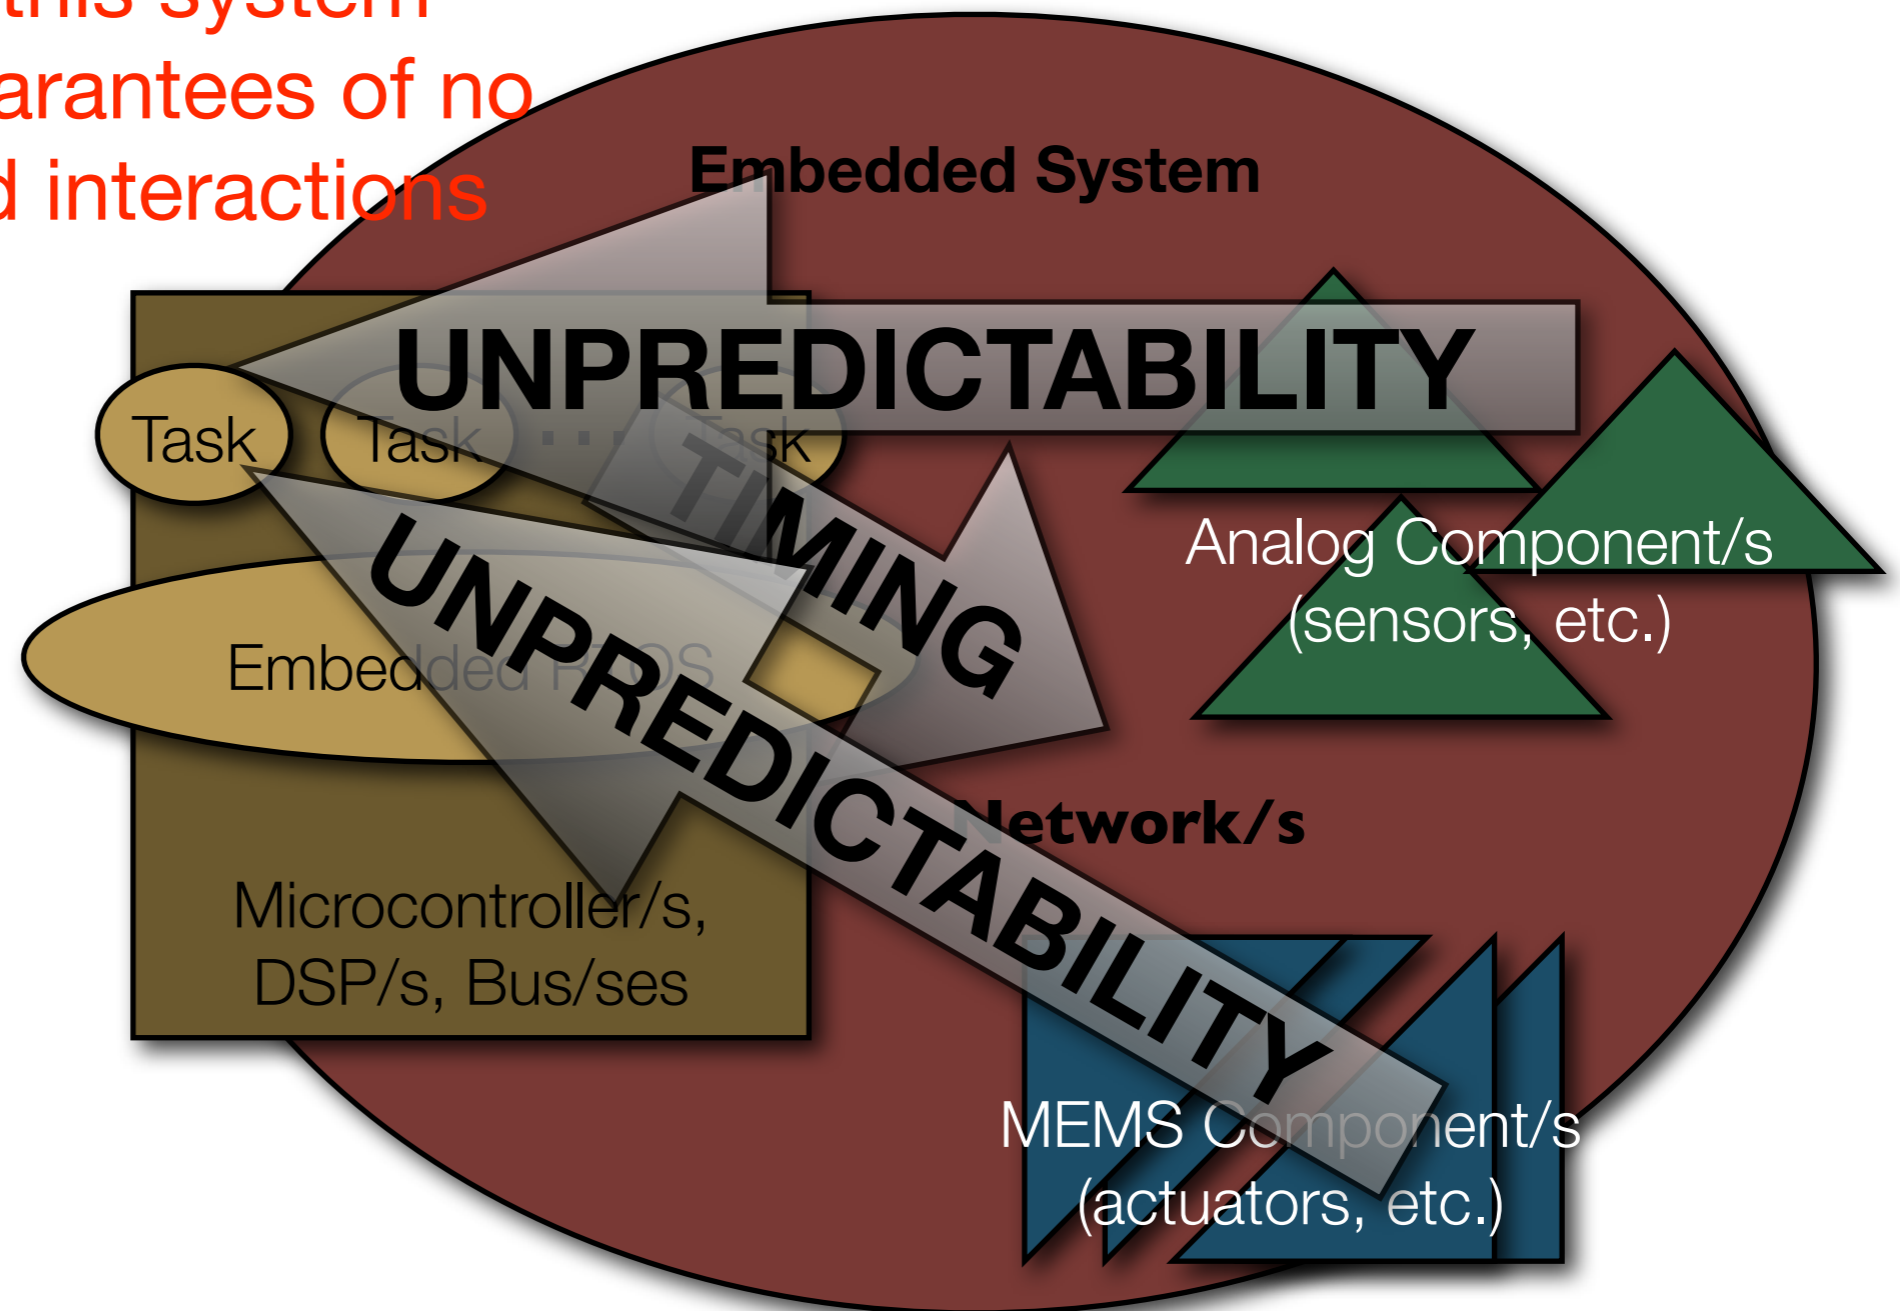 this system
arantees of no
d interactions
Embedded System
UNPREDICTABILITY
Task Task ... Task
TIMING
UNPREDICTABILITY
Analog Component/s
(sensors, etc.)
Embedded RTOS
Network/s
Microcontroller/s,
DSP/s, Bus/ses
MEMS Component/s
(actuators, etc.)